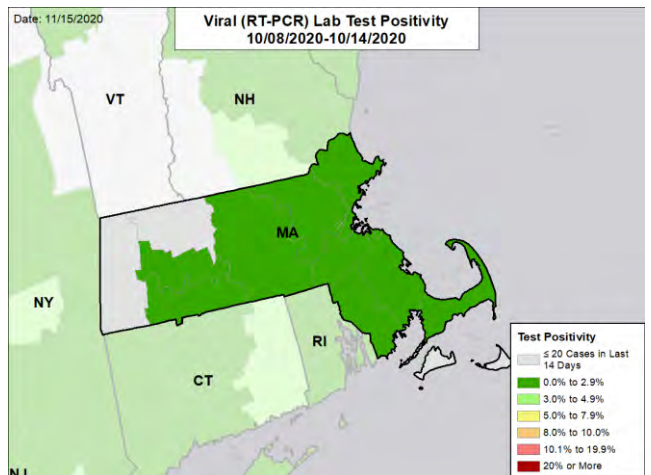 Date: 11/15/2020
Viral (RT-PCR) Lab Test Positivity
10/08/2020-10/14/2020
VT
NH
MA
NY
CT
RI
NJ
Test Positivity
≤ 20 Cases in Last
14 Days
0.0% to 2.9%
3.0% to 4.9%
5.0% to 7.9%
8.0% to 10.0%
10.1% to 19.9%
20% or More